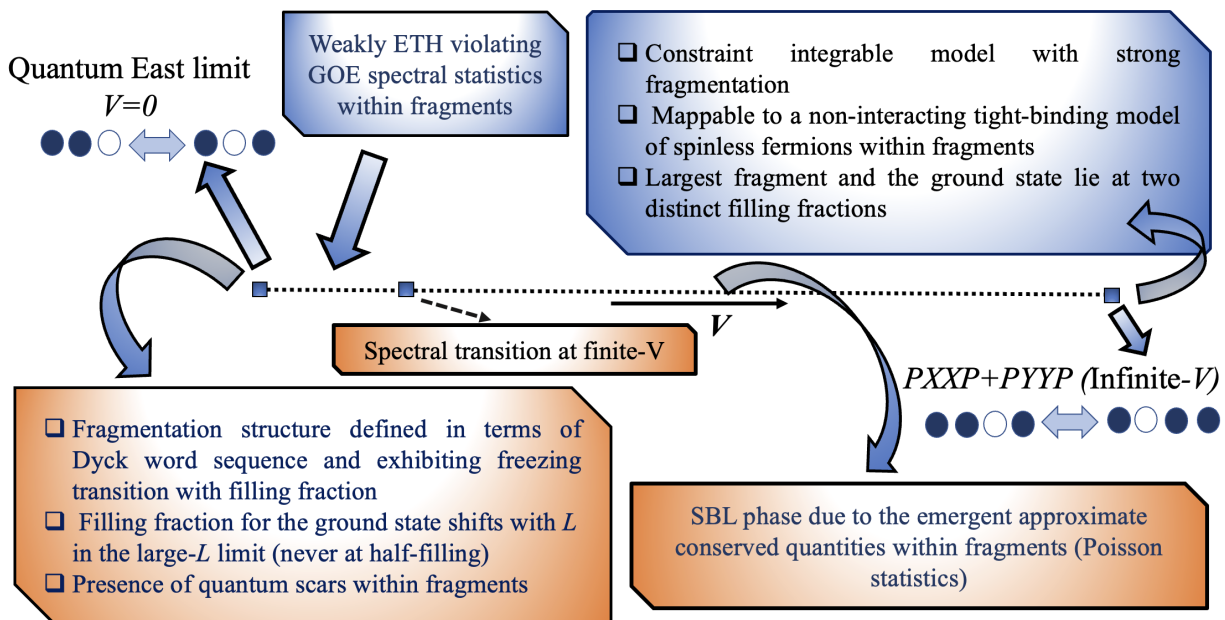 Quantum East limit
V=0
Weakly ETH violating
GOE spectral statistics
within fragments
Constraint integrable model with strong
fragmentation
Mappable to a non-interacting tight-binding model
of spinless fermions within fragments
Largest fragment and the ground state lie at two
distinct filling fractions
V
Spectral transition at finite-V
PXXP+PYYP (Infinite-V)
Fragmentation structure defined in terms of
Dyck word sequence and exhibiting freezing
transition with filling fraction
Filling fraction for the ground state shifts with L
in the large-L limit (never at half-filling)
Presence of quantum scars within fragments
SBL phase due to the emergent approximate
conserved quantities within fragments (Poisson
statistics)